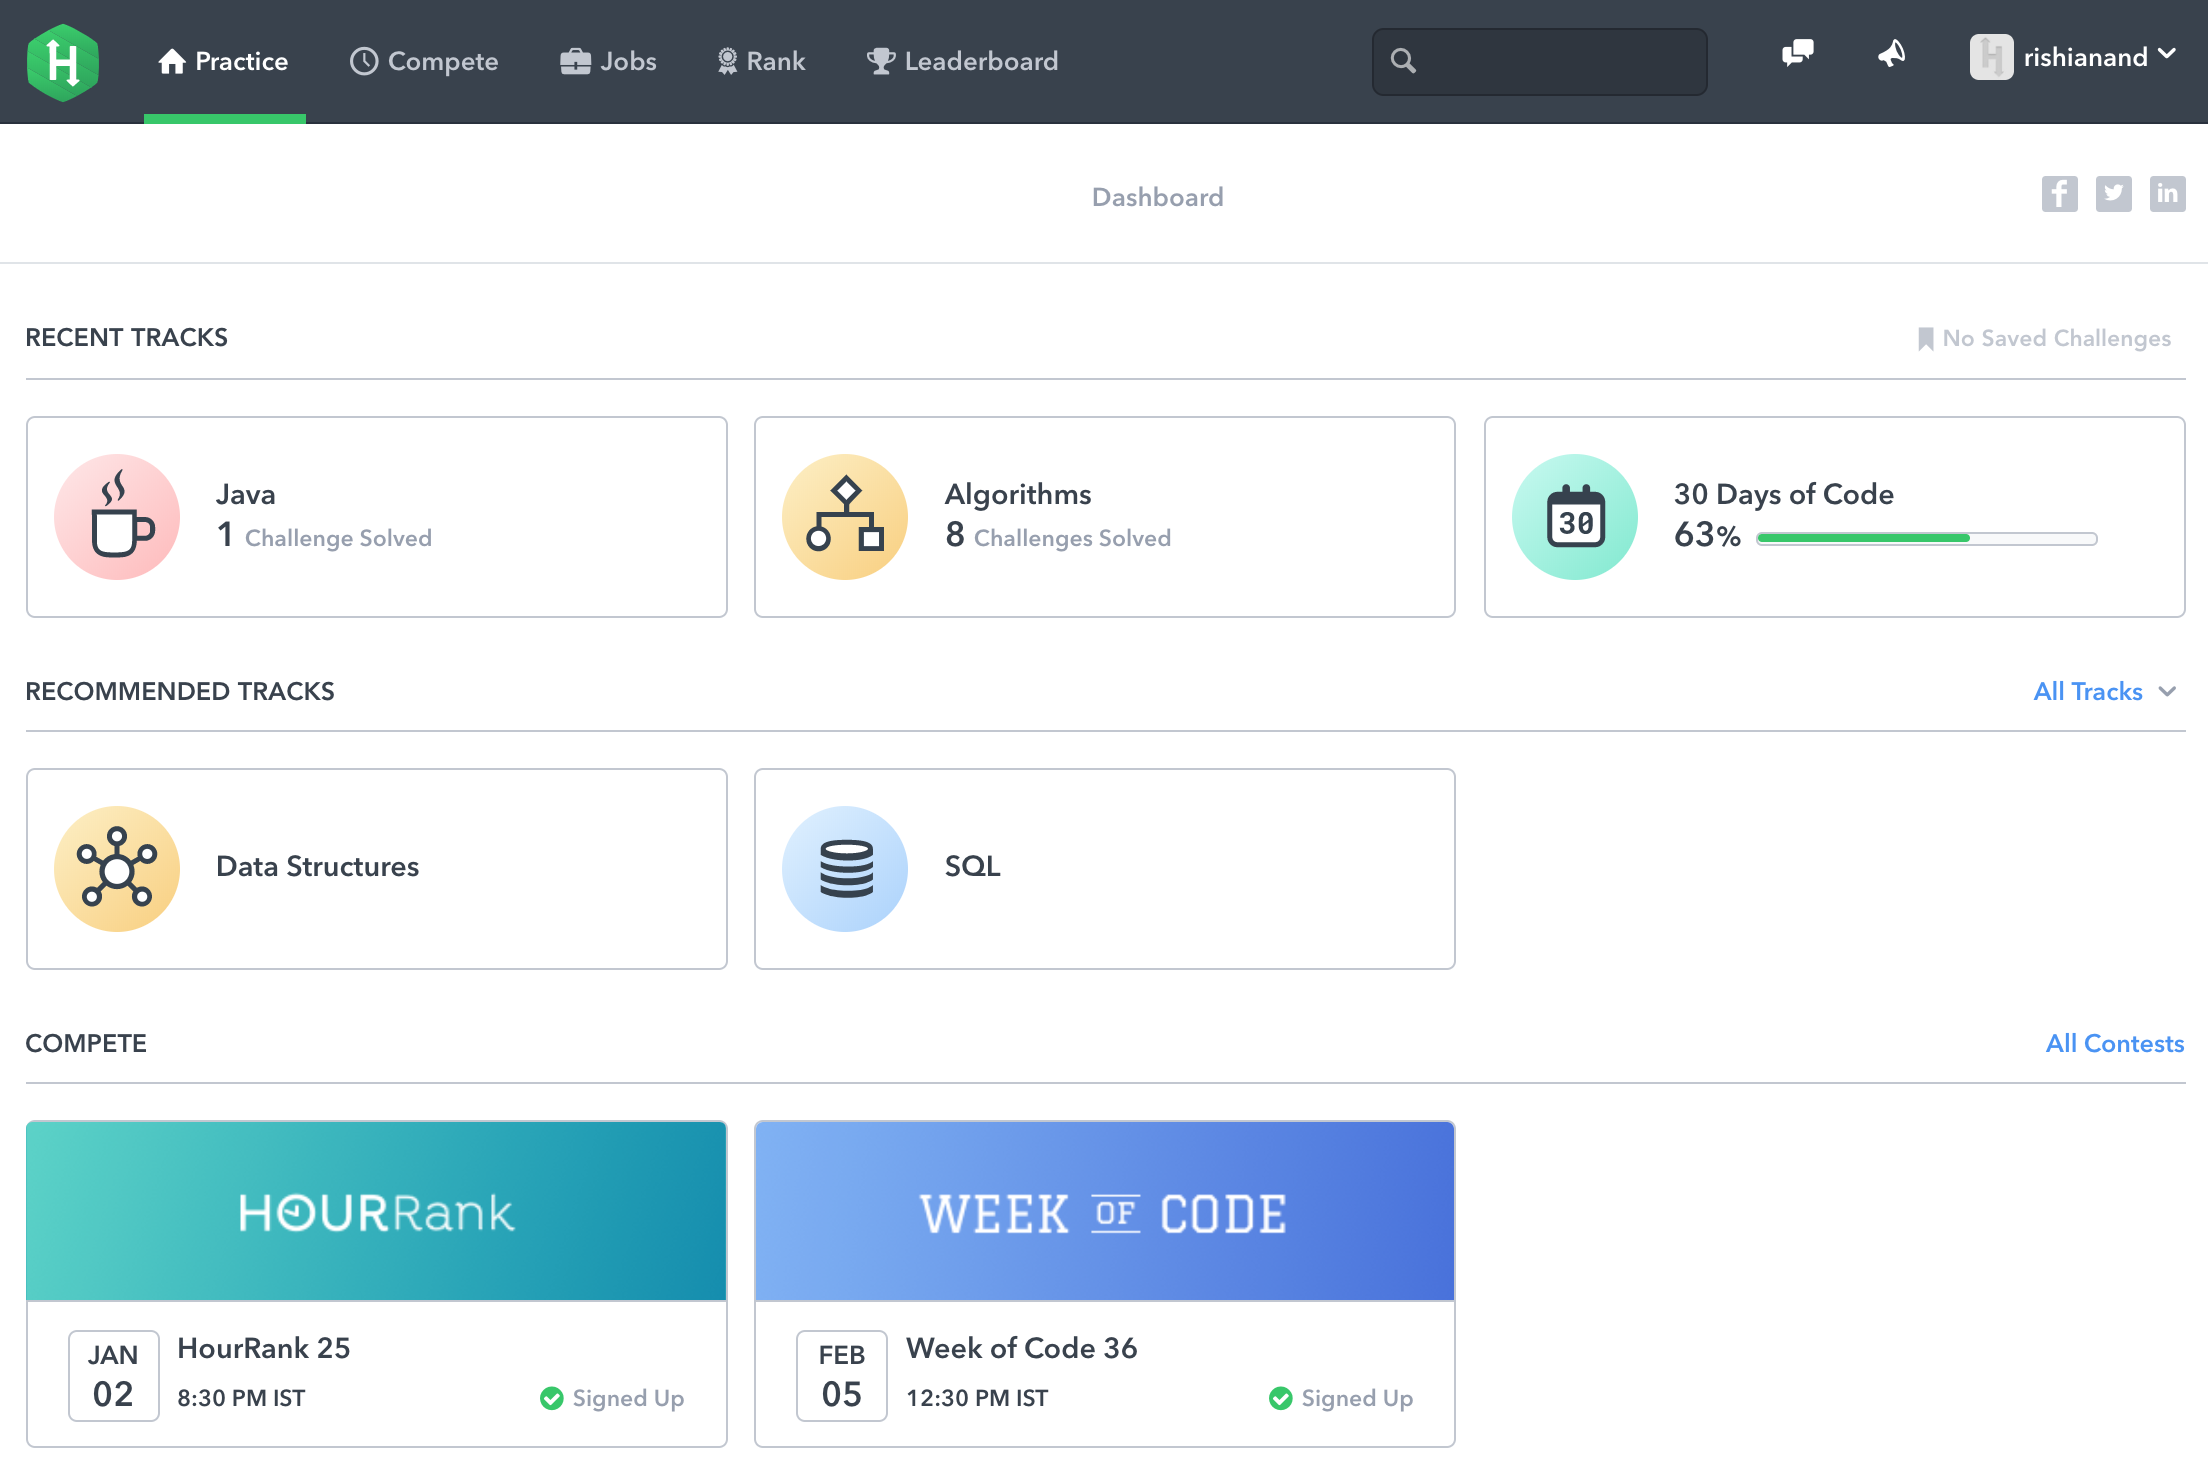 H Practice Compete Jobs Rank Leaderboard H rishianand
Dashboard
f in
RECENT TRACKS No Saved Challenges
Java
1 Challenge Solved
Algorithms
8 Challenges Solved
30
30 Days of Code
63%
RECOMMENDED TRACKS All Tracks
Data Structures
SQL
COMPETE All Contests
HOURRank
JAN
02
HourRank 25
8:30 PM IST Signed Up
WEEK OF CODE
FEB
05
Week of Code 36
12:30 PM IST Signed Up